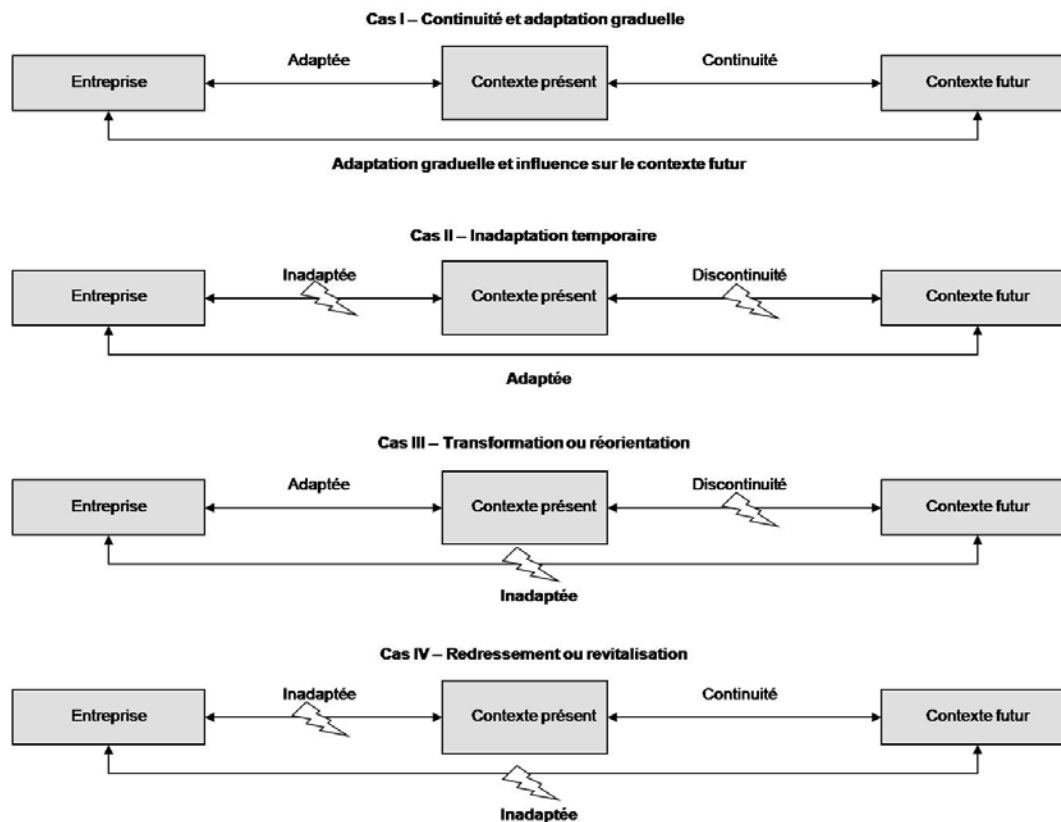 Cas I – Continuité et adaptation graduelle
Adaptée
Continuité
Entreprise
Contexte présent
Contexte futur
Adaptation graduelle et influence sur le contexte futur
Cas II – Inadaptation temporaire
Inadaptée
Discontinuité
Entreprise
Contexte présent
Contexte futur
Adaptée
Cas III – Transformation ou réorientation
Adaptée
Discontinuité
Entreprise
Contexte présent
Contexte futur
Inadaptée
Cas IV – Redressement ou revitalisation
Inadaptée
Continuité
Entreprise
Contexte présent
Contexte futur
Inadaptée